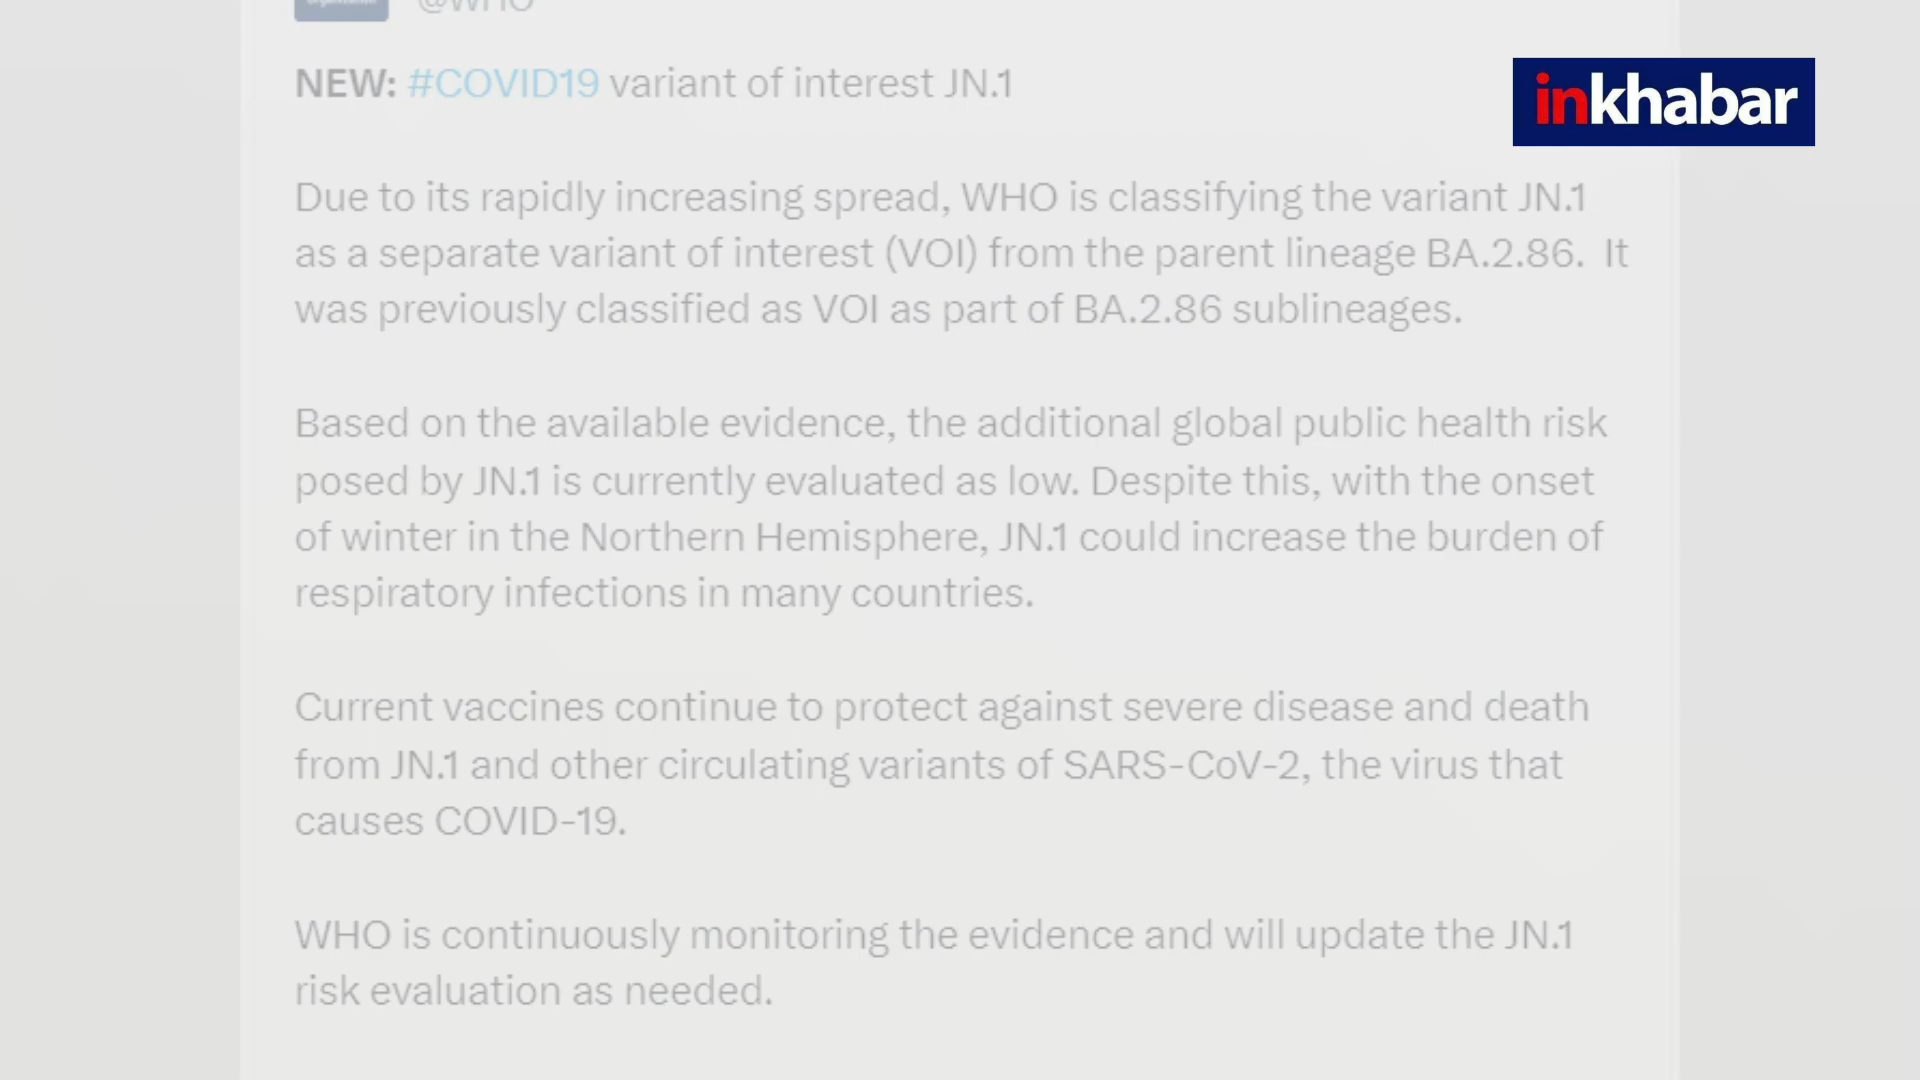 @WHO
NEW: #COVID19 variant of interest JN.1
inkhabar
Due to its rapidly increasing spread, WHO is classifying the variant JN.1
as a separate variant of interest (VOI) from the parent lineage BA.2.86.  It
was previously classified as VOI as part of BA.2.86 sublineages.
Based on the available evidence, the additional global public health risk
posed by JN.1 is currently evaluated as low. Despite this, with the onset
of winter in the Northern Hemisphere, JN.1 could increase the burden of
respiratory infections in many countries.
Current vaccines continue to protect against severe disease and death
from JN.1 and other circulating variants of SARS-CoV-2, the virus that
causes COVID-19.
WHO is continuously monitoring the evidence and will update the JN.1
risk evaluation as needed.